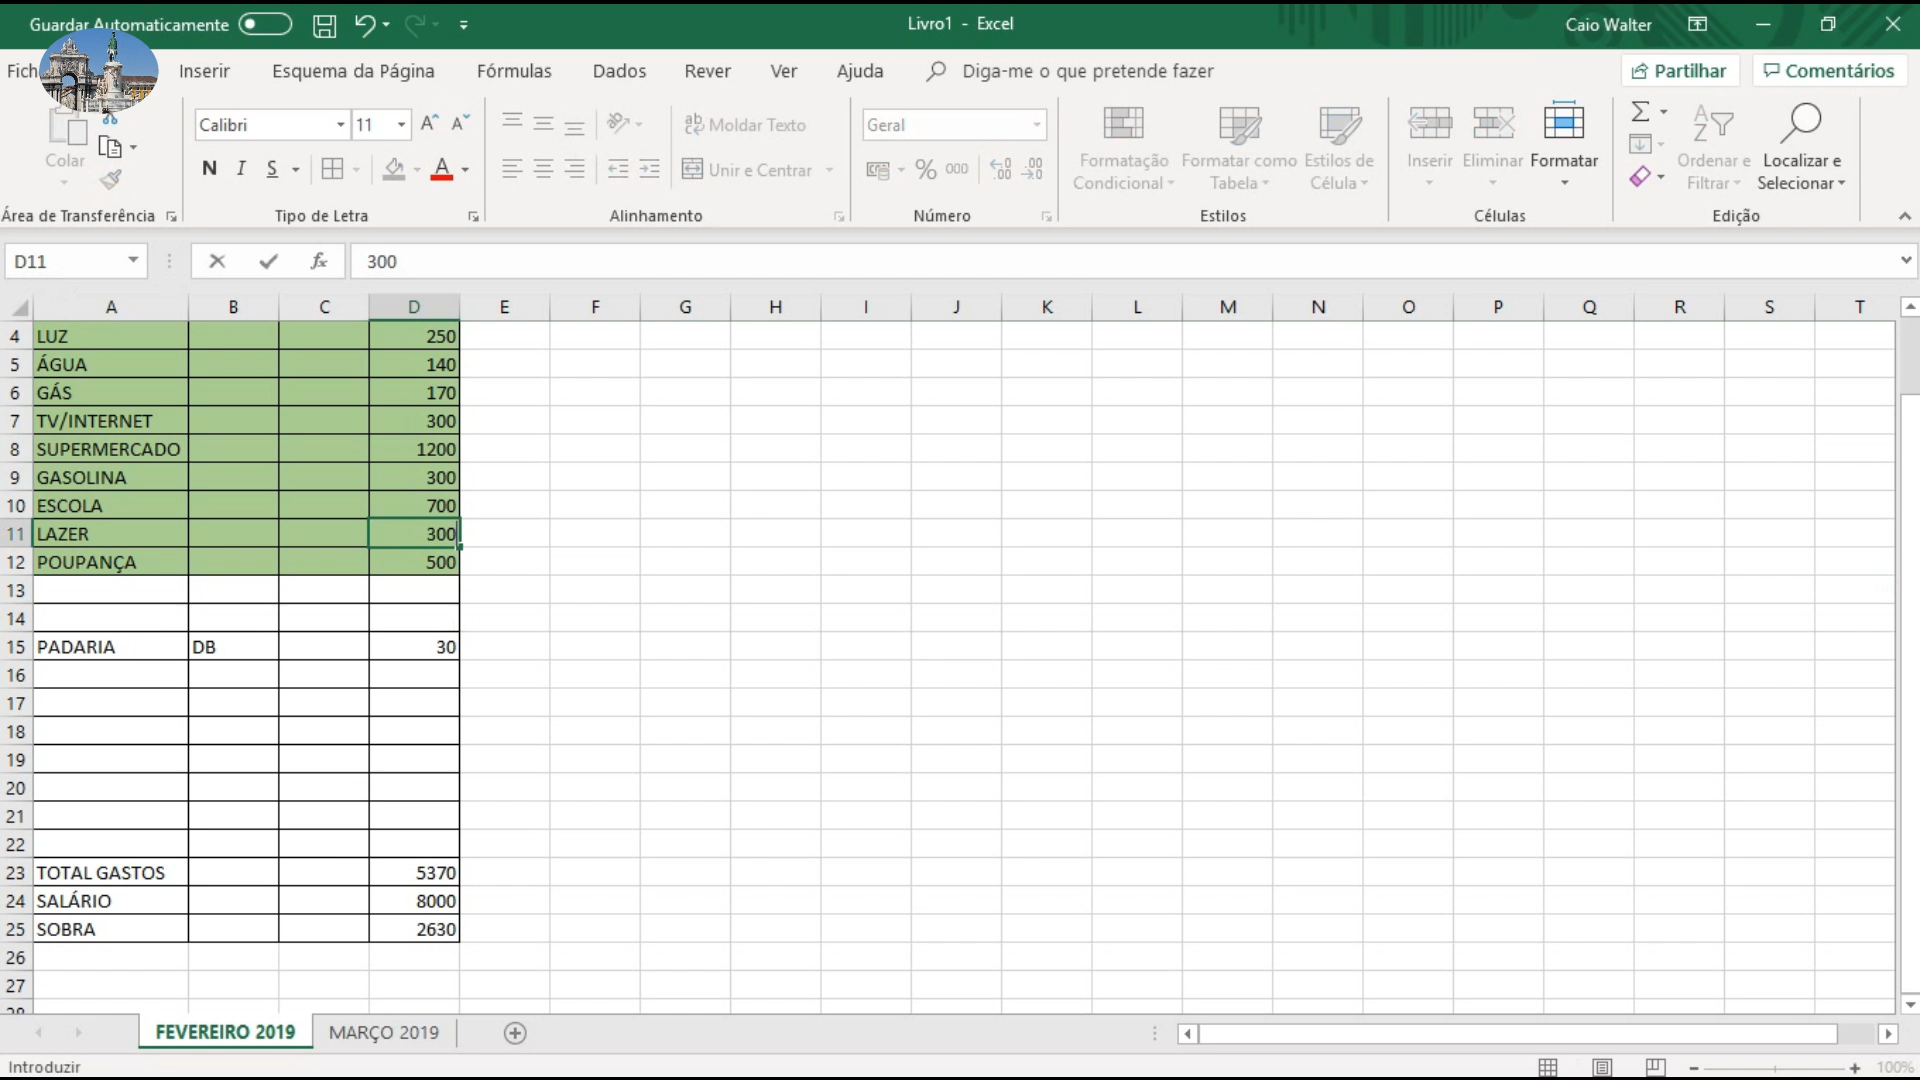 Guardar Automaticamente
Livro1 - Excel
Caio Walter
Inserir Esquema da Página Fórmulas Dados Rever Ver Ajuda Diga-me o que pretende fazer Partilhar Comentários
Calibri 11 Moldar Texto Geral
Colar N I S Unir e Centrar % 000
Formatação Condicional
Formatar como Tabela
Estilos de Célula
Inserir Eliminar Formatar
Ordenar e Filtrar
Localizar e Selecionar
Área de Transferência Tipo de Letra Alinhamento Número Estilos Células Edição
D11 fx 300
A B C D E F G H I J K L M N O P Q R S T
4 LUZ 250
5 ÁGUA 140
6 GÁS 170
7 TV/INTERNET 300
8 SUPERMERCADO 1200
9 GASOLINA 300
10 ESCOLA 700
11 LAZER 300
12 POUPANÇA 500
13
14
15 PADARIA DB 30
16
17
18
19
20
21
22
23 TOTAL GASTOS 5370
24 SALÁRIO 8000
25 SOBRA 2630
26
27
FEVEREIRO 2019 MARÇO 2019
Introduzir 100%